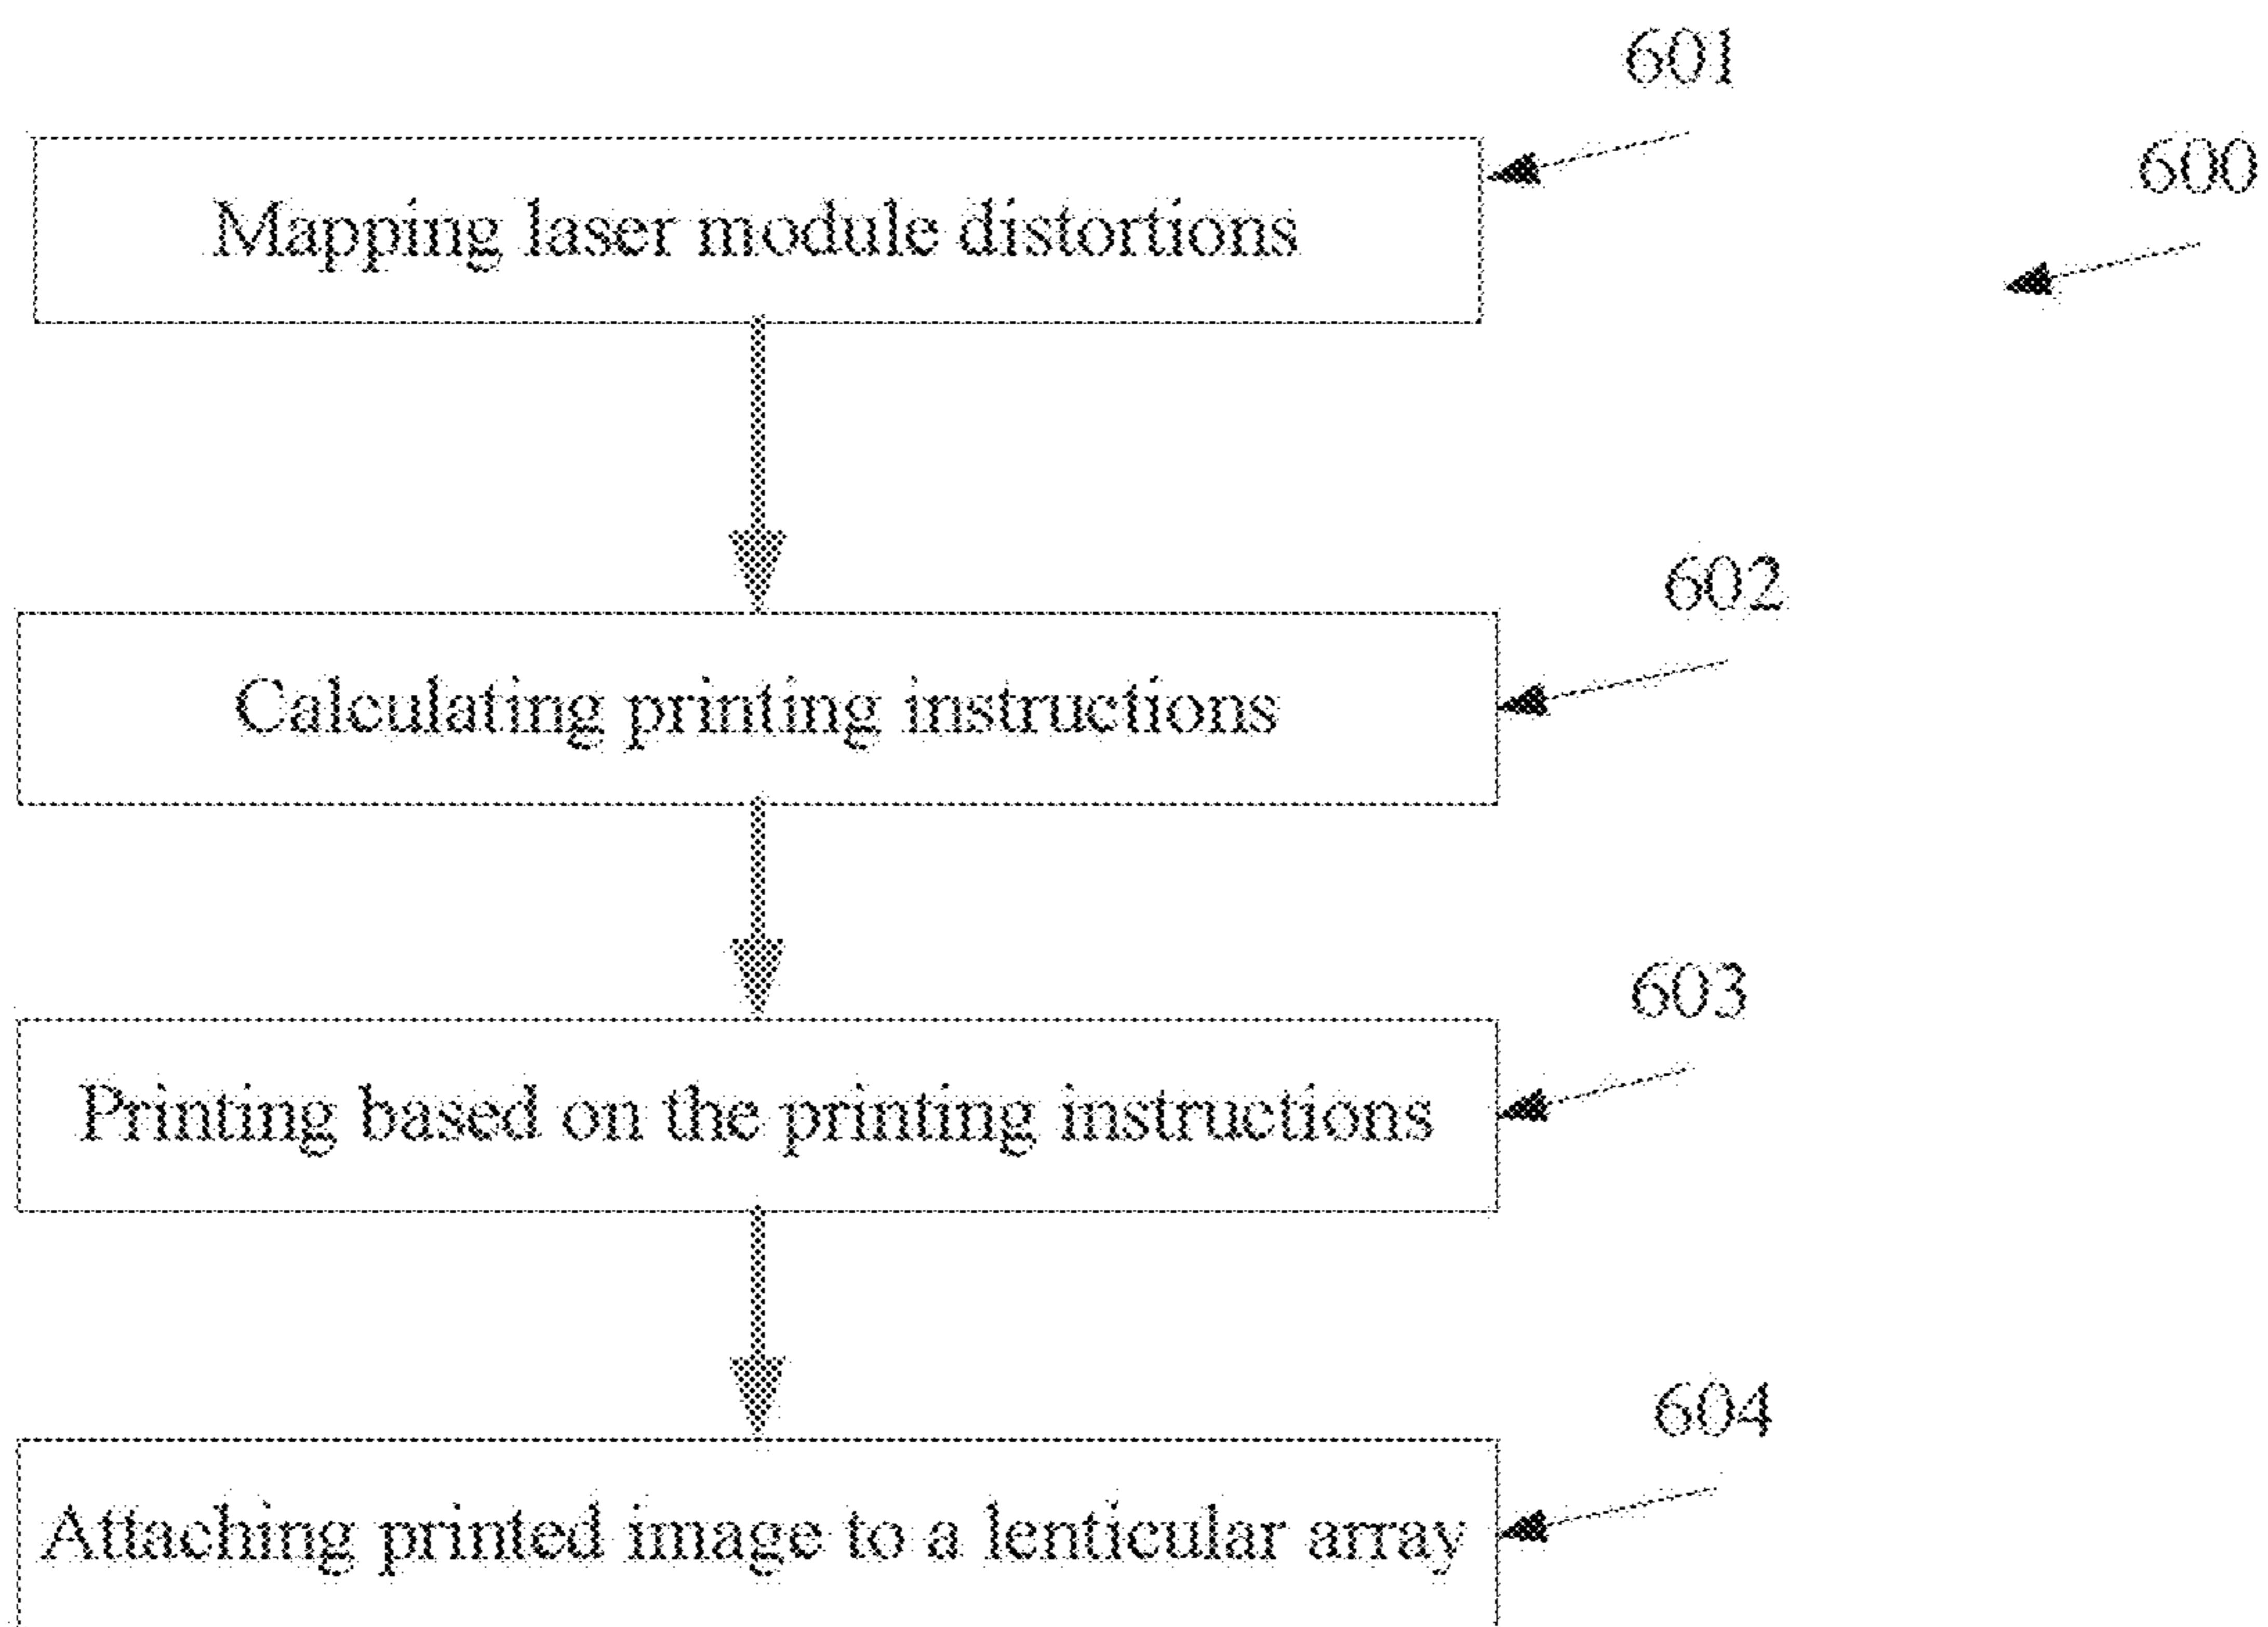 601
600
Mapping laser module distortions
602
Calculating printing instructions
603
Printing based on the printing instructions
604
Attaching printed image to a lenticular array